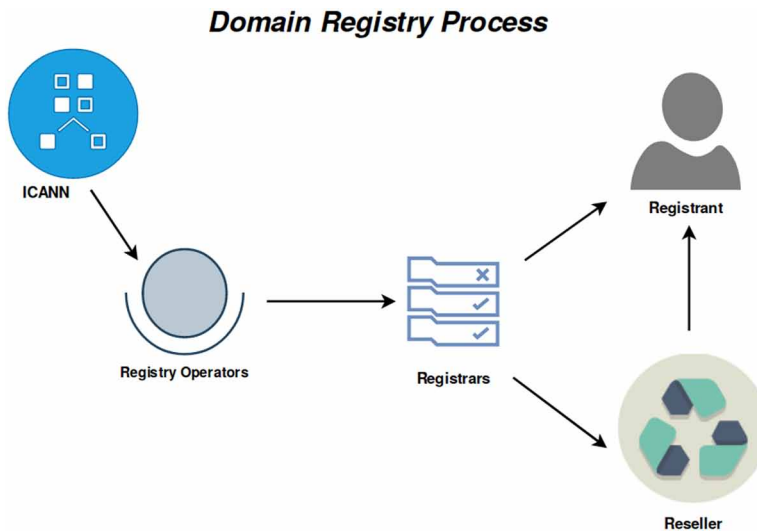 Domain Registry Process
ICANN
Registrant
Registry Operators
Registrars
Reseller